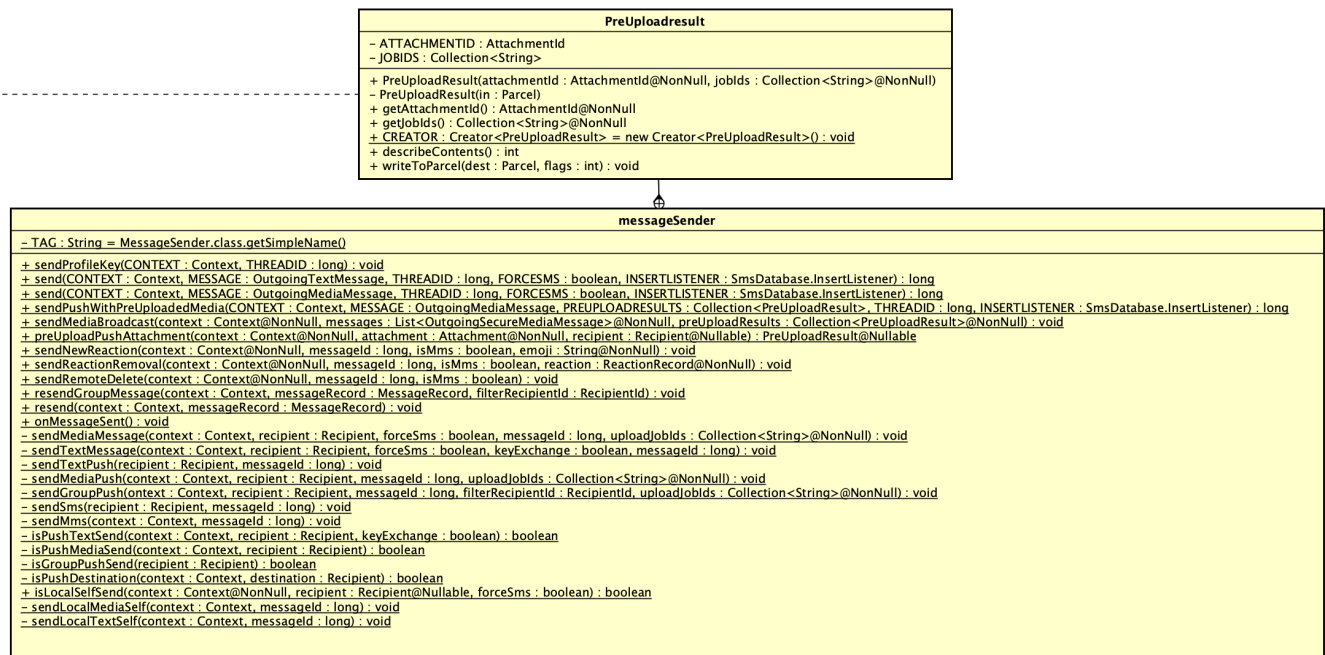 PreUploadresult
- ATTACHMENTID : AttachmentId
- JOBIDS : Collection<String>
+ PreUploadResult(attachmentId : AttachmentId@NonNull, jobIds : Collection<String>@NonNull)
- PreUploadResult(in : Parcel)
+ getAttachmentId() : AttachmentId@NonNull
+ getJobIds() : Collection<String>@NonNull
+ CREATOR : Creator<PreUploadResult> = new Creator<PreUploadResult>() : void
+ describeContents() : int
+ writeToParcel(dest : Parcel, flags : int) : void
messageSender
- TAG : String = MessageSender.class.getSimpleName()
+ sendProfileKey(CONTEXT : Context, THREADID : long) : void
+ send(CONTEXT : Context, MESSAGE : OutgoingTextMessage, THREADID : long, FORCESMS : boolean, INSERTLISTENER : SmsDatabase.InsertListener) : long
+ send(CONTEXT : Context, MESSAGE : OutgoingMediaMessage, THREADID : long, FORCESMS : boolean, INSERTLISTENER : SmsDatabase.InsertListener) : long
+ sendPushWithPreUploadedMedia(CONTEXT : Context, MESSAGE : OutgoingMediaMessage, PREUPLOADRESULTS : Collection<PreUploadResult>, THREADID : long, INSERTLISTENER : SmsDatabase.InsertListener) : long
+ sendMediaBroadcast(context : Context@NonNull, messages : List<OutgoingSecureMediaMessage>@NonNull, preUploadResults : Collection<PreUploadResult>@NonNull) : void
+ preUploadPushAttachment(context : Context@NonNull, attachment : Attachment@NonNull, recipient : Recipient@Nullable) : PreUploadResult@Nullable
+ sendNewReaction(context : Context@NonNull, messageId : long, isMms : boolean, emoji : String@NonNull) : void
+ sendReactionRemoval(context : Context@NonNull, messageId : long, isMms : boolean, reaction : ReactionRecord@NonNull) : void
+ sendRemoteDelete(context : Context@NonNull, messageId : long, isMms : boolean) : void
+ resendGroupMessage(context : Context, messageRecord : MessageRecord, filterRecipientId : RecipientId) : void
+ resend(context : Context, messageRecord : MessageRecord) : void
+ onMessageSent() : void
- sendMediaMessage(context : Context, recipient : Recipient, forceSms : boolean, messageId : long, uploadJobIds : Collection<String>@NonNull) : void
- sendTextMessage(context : Context, recipient : Recipient, forceSms : boolean, keyExchange : boolean, messageId : long) : void
- sendTextPush(recipient : Recipient, messageId : long) : void
- sendMediaPush(context : Context, recipient : Recipient, messageId : long, uploadJobIds : Collection<String>@NonNull) : void
- sendGroupPush(ontext : Context, recipient : Recipient, messageId : long, filterRecipientId : RecipientId, uploadJobIds : Collection<String>@NonNull) : void
- sendSms(recipient : Recipient, messageId : long) : void
- sendMms(context : Context, messageId : long) : void
- isPushTextSend(context : Context, recipient : Recipient, keyExchange : boolean) : boolean
- isPushMediaSend(context : Context, recipient : Recipient) : boolean
- isGroupPushSend(recipient : Recipient) : boolean
- isPushDestination(context : Context, destination : Recipient) : boolean
+ isLocalSelfSend(context : Context@NonNull, recipient : Recipient@Nullable, forceSms : boolean) : boolean
- sendLocalMediaSelf(context : Context, messageId : long) : void
- sendLocalTextSelf(context : Context, messageId : long) : void